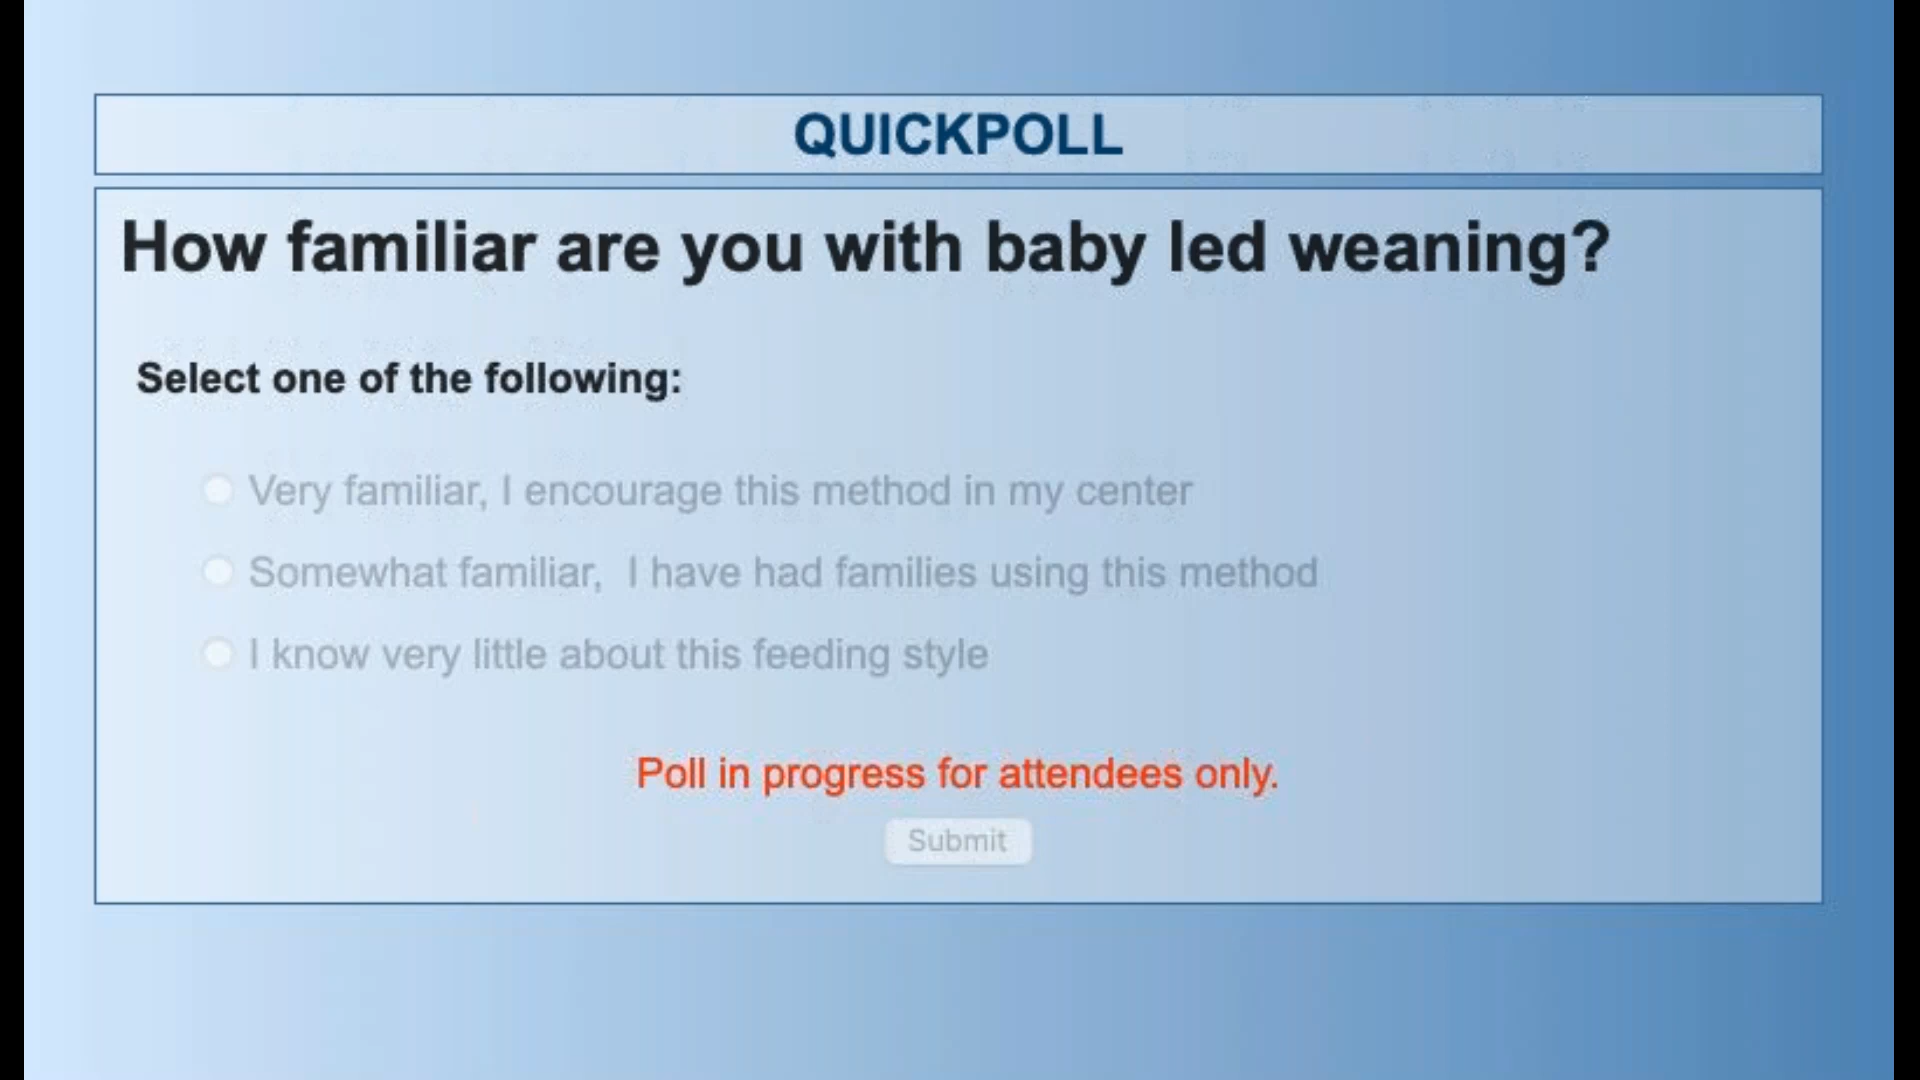 QUICKPOLL
How familiar are you with baby led weaning?
Select one of the following:
Very familiar, I encourage this method in my center
Somewhat familiar,  I have had families using this method
I know very little about this feeding style
Poll in progress for attendees only.
Submit